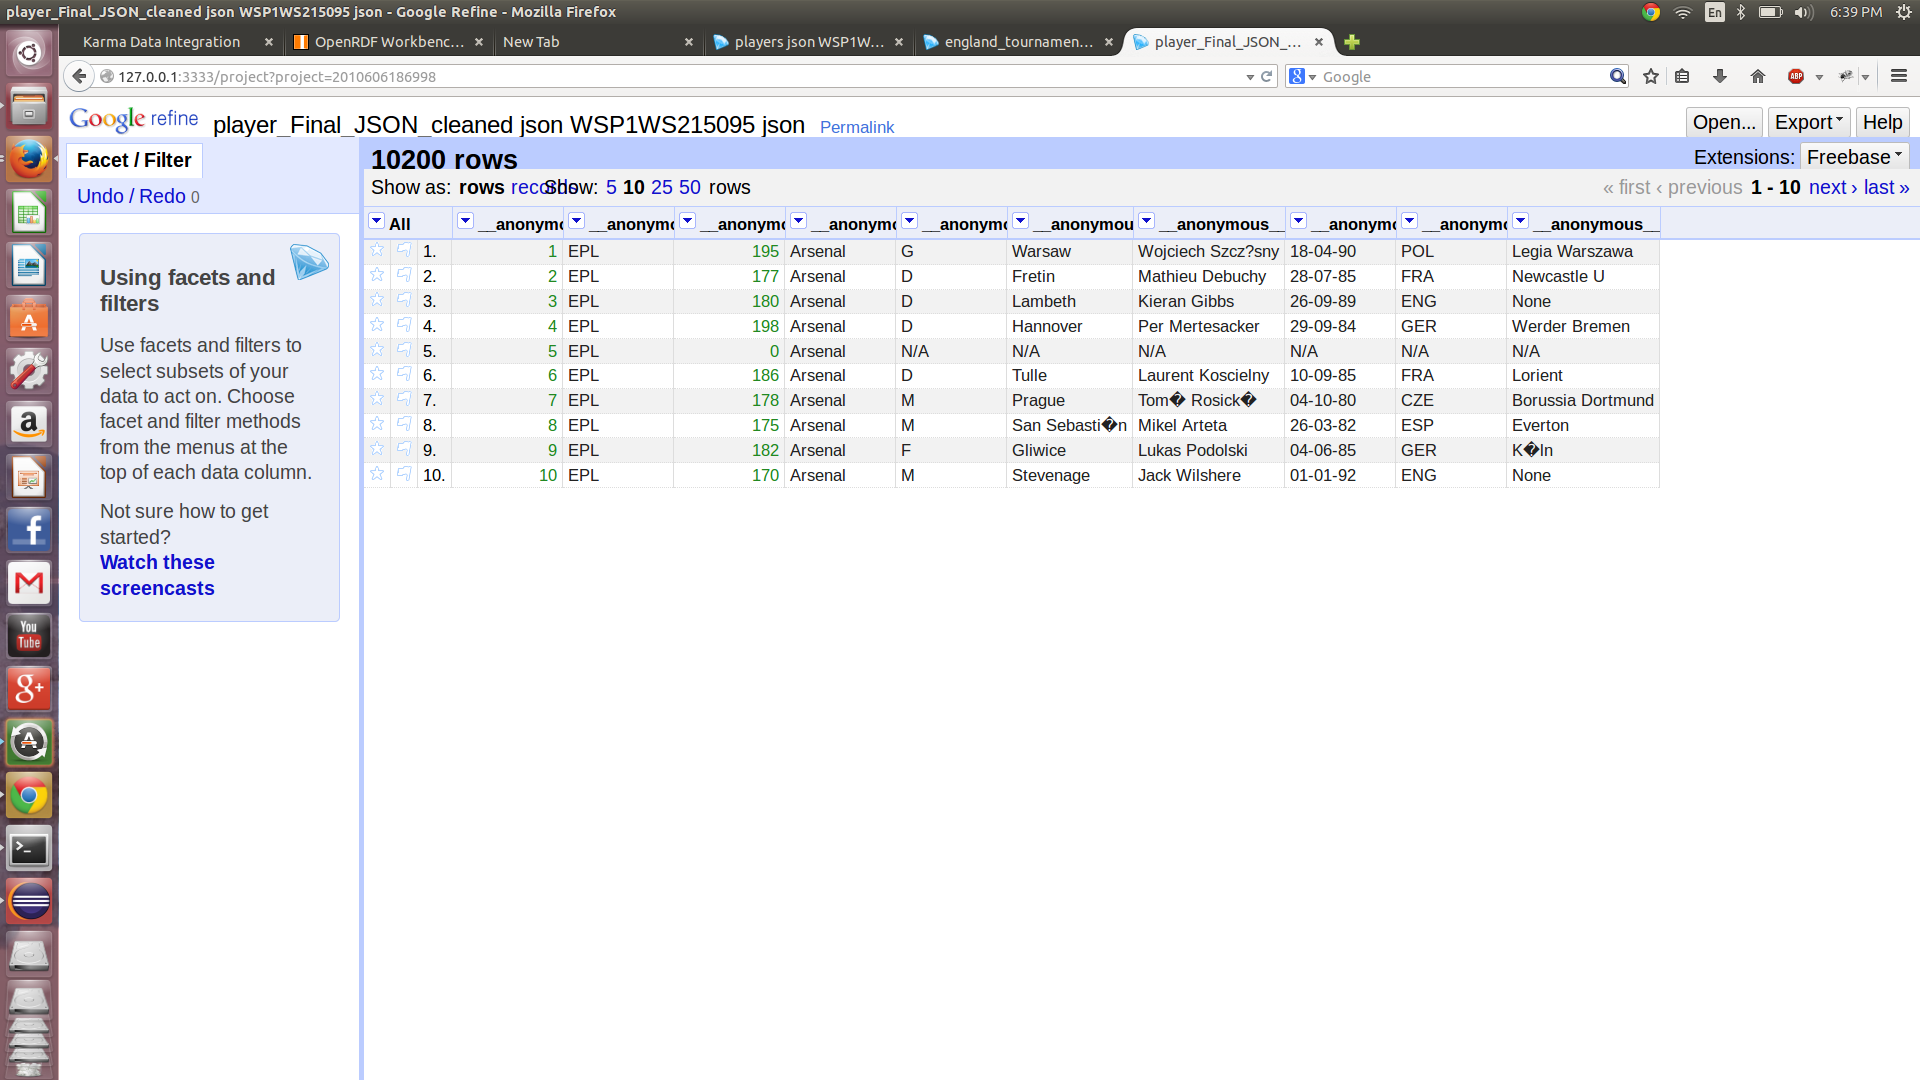 player_Final_JSON_cleaned json WSP1WS215095 json - Google Refine - Mozilla Firefox
En
6:39 PM
Karma Data Integration
OpenRDF Workbenc...
New Tab
players json WSP1W...
england_tournamen...
player_Final_JSON_...
127.0.0.1:3333/project?project=2010606186998
Google
ABP
Google refine
player_Final_JSON_cleaned json WSP1WS215095 json Permalink
Open... Export Help
Facet / Filter
Undo / Redo 0
10200 rows
Extensions: Freebase
Show as: rows records Show: 5 10 25 50 rows
« first ‹ previous 1 - 10 next › last »
Using facets and
filters
Use facets and filters to
select subsets of your
data to act on. Choose
facet and filter methods
from the menus at the
top of each data column.
Not sure how to get
started?
Watch these
screencasts
All __anonymo __anonymo __anonymo __anonymo __anonymo __anonymou __anonymous__ __anonymo __anonymo __anonymous__
1. 1 EPL 195 Arsenal G Warsaw Wojciech Szcz?sny 18-04-90 POL Legia Warszawa
2. 2 EPL 177 Arsenal D Fretin Mathieu Debuchy 28-07-85 FRA Newcastle U
3. 3 EPL 180 Arsenal D Lambeth Kieran Gibbs 26-09-89 ENG None
4. 4 EPL 198 Arsenal D Hannover Per Mertesacker 29-09-84 GER Werder Bremen
5. 5 EPL 0 Arsenal N/A N/A N/A N/A N/A N/A
6. 6 EPL 186 Arsenal D Tulle Laurent Koscielny 10-09-85 FRA Lorient
7. 7 EPL 178 Arsenal M Prague Tom� Rosick� 04-10-80 CZE Borussia Dortmund
8. 8 EPL 175 Arsenal M San Sebasti�n Mikel Arteta 26-03-82 ESP Everton
9. 9 EPL 182 Arsenal F Gliwice Lukas Podolski 04-06-85 GER K�ln
10. 10 EPL 170 Arsenal M Stevenage Jack Wilshere 01-01-92 ENG None
You
Tube